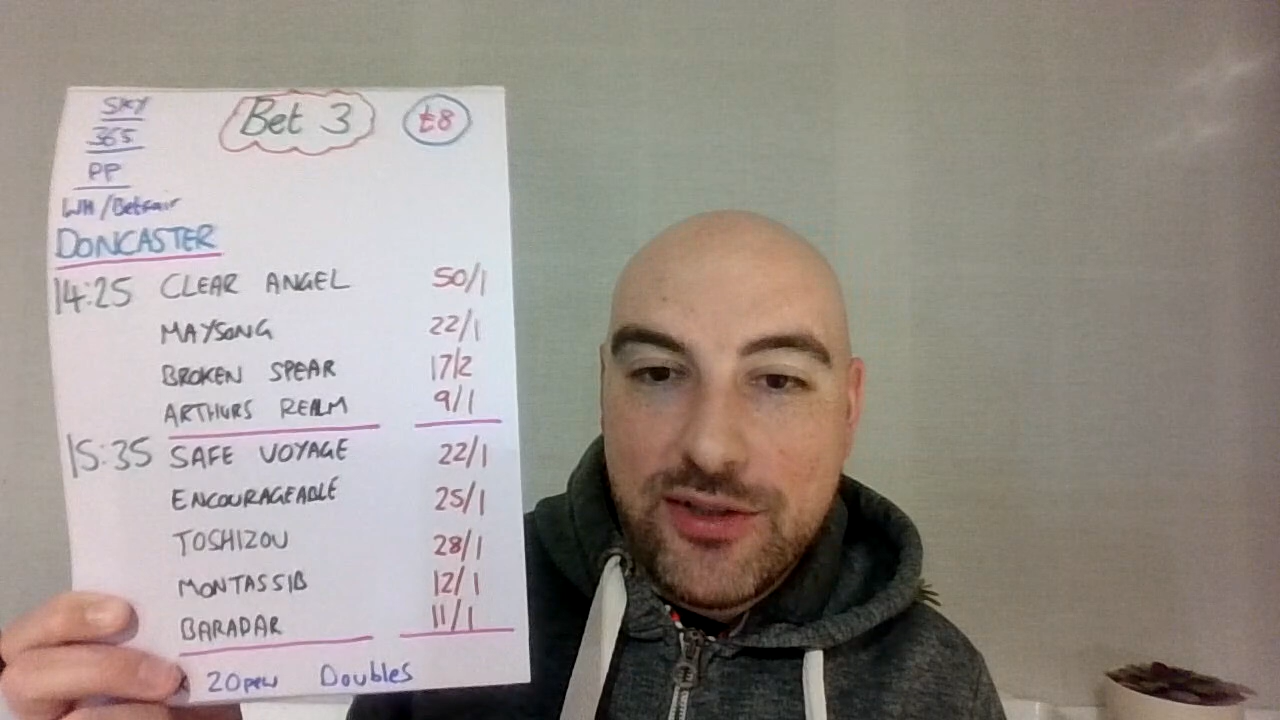 SKY
365
PP
WH/Betfair
Bet 3
£8
DONCASTER
14:25 CLEAR ANGEL 50/1
MAYSONG 22/1
BROKEN SPEAR 17/2
ARTHURS REALM 9/1
15:35 SAFE VOYAGE 22/1
ENCOURAGEABLE 25/1
TOSHIZOU 28/1
MONTASSIB 12/1
BARADAR 11/1
20pew Doubles